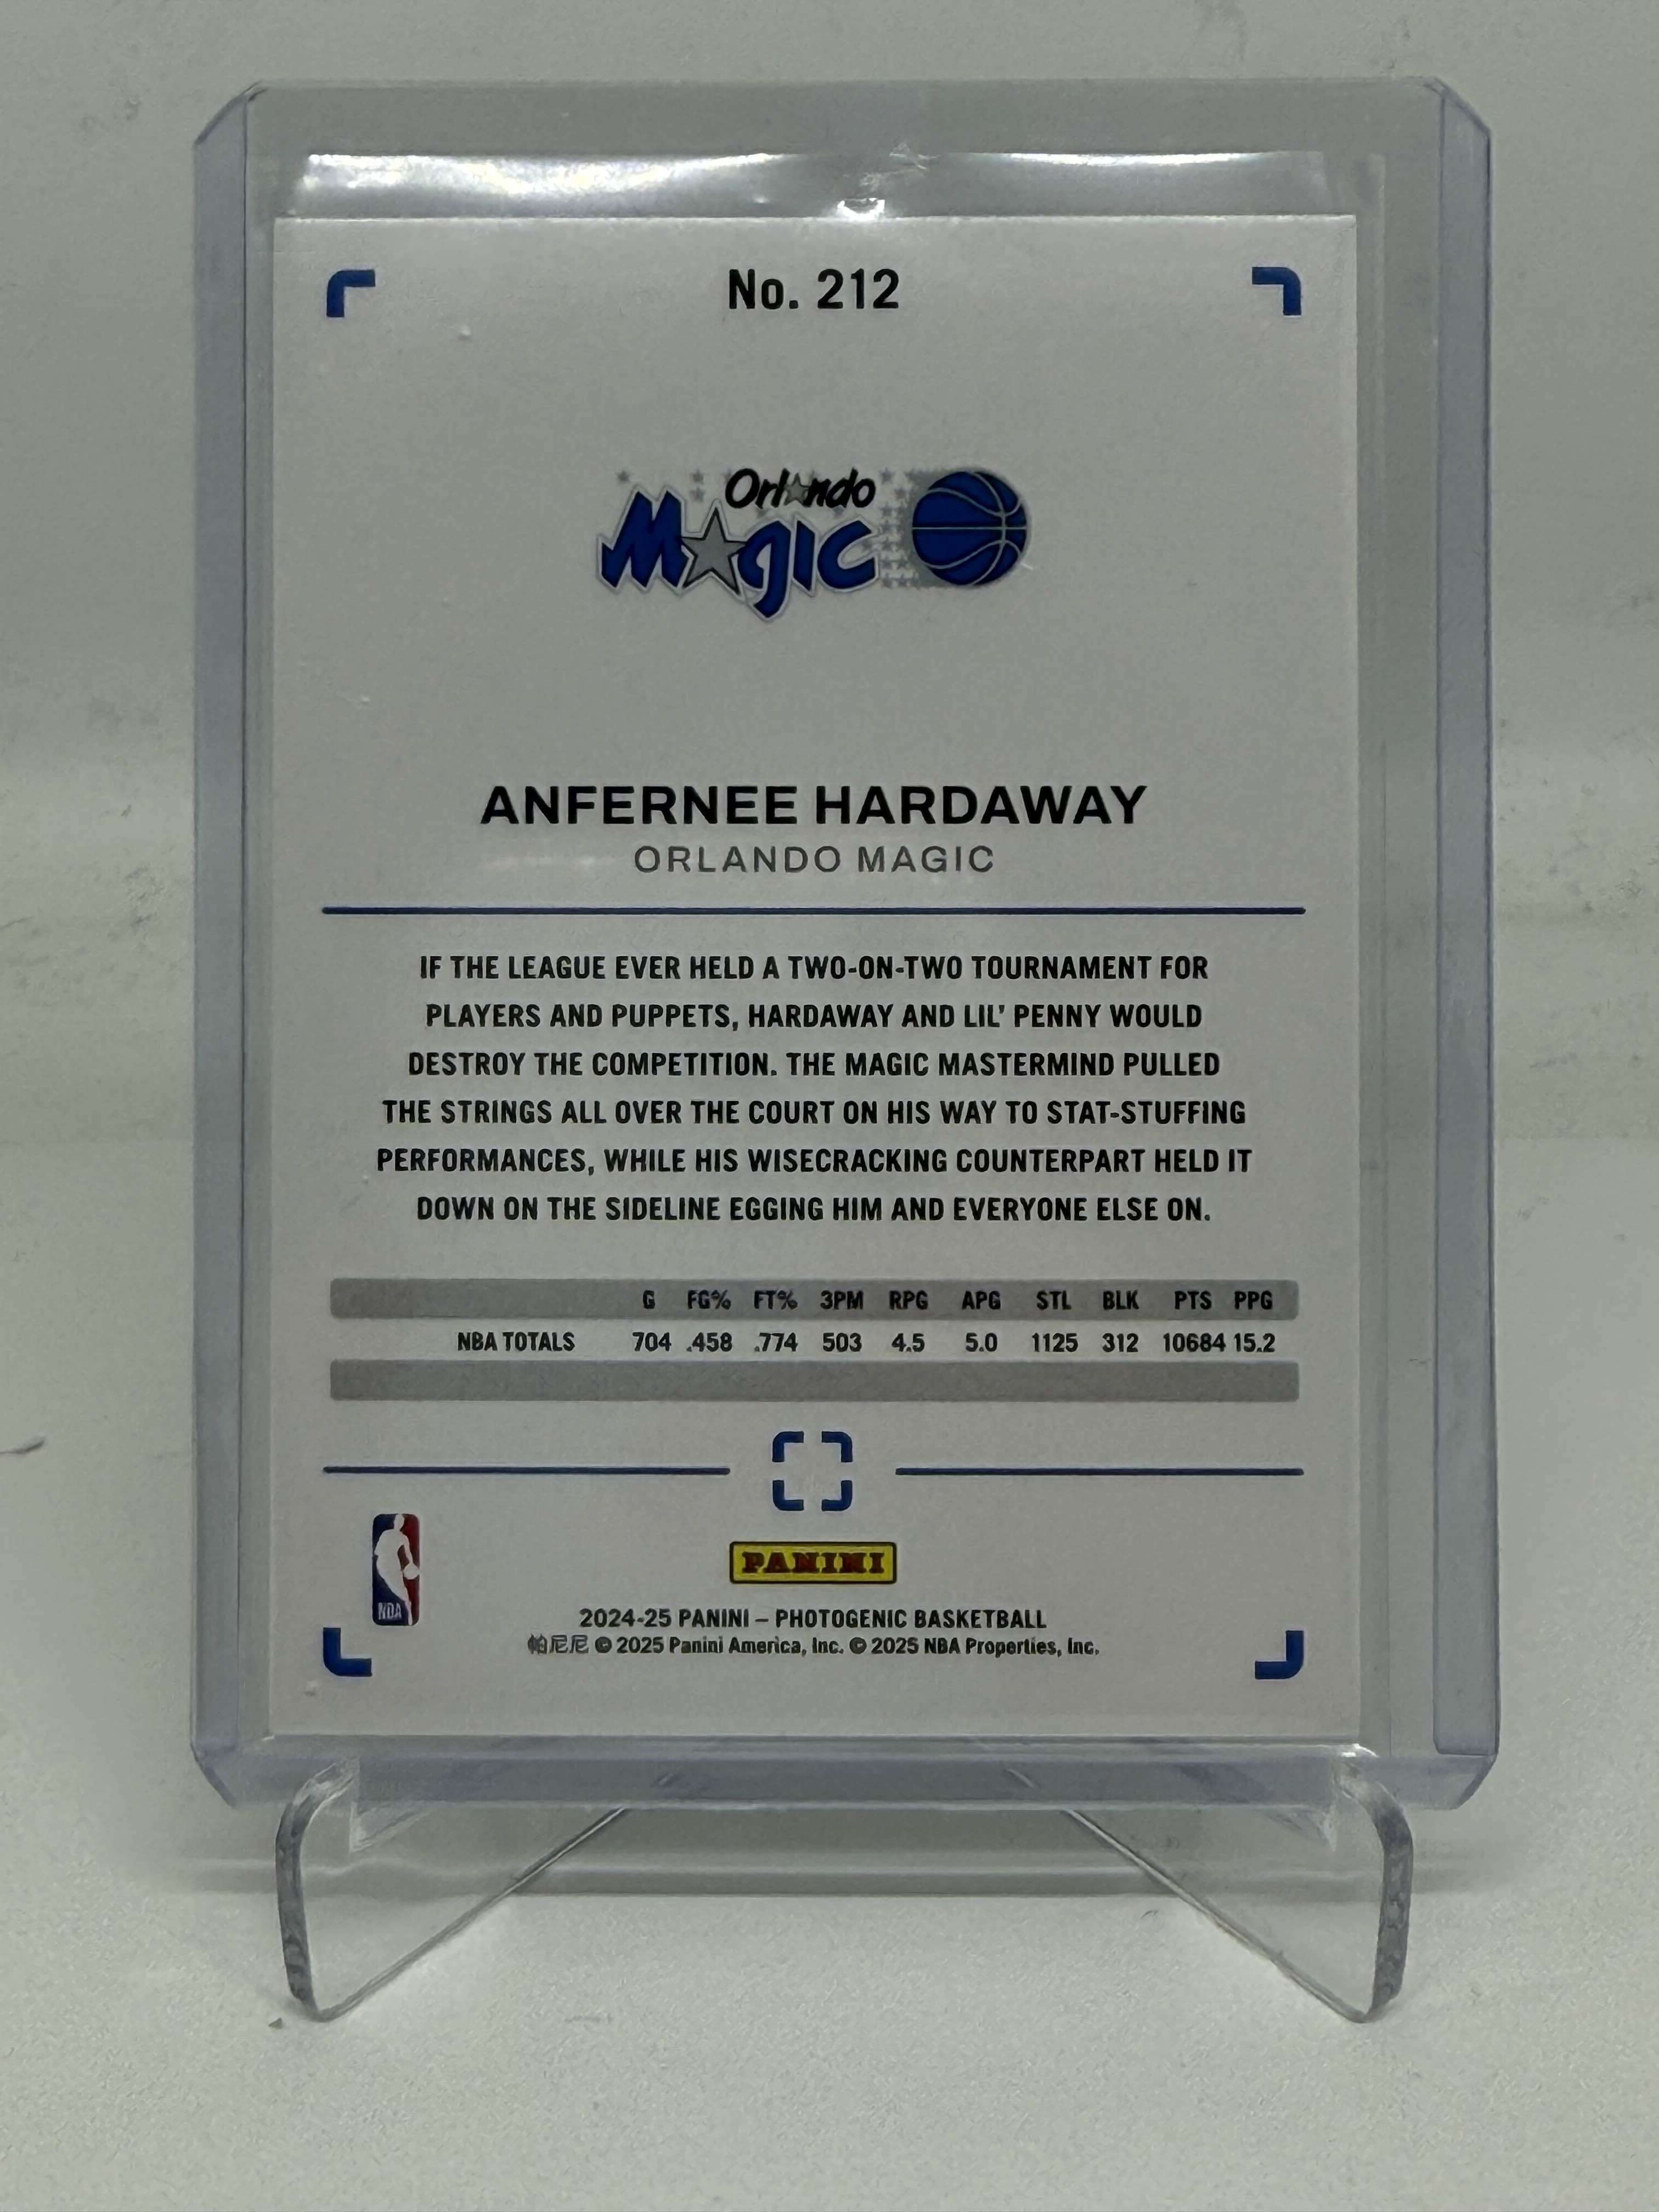 No. 212
Orlando
Magic
ANFERNEE HARDAWAY
ORLANDO MAGIC
IF THE LEAGUE EVER HELD A TWO-ON-TWO TOURNAMENT FOR
PLAYERS AND PUPPETS, HARDAWAY AND LIL' PENNY WOULD
DESTROY THE COMPETITION. THE MAGIC MASTERMIND PULLED
THE STRINGS ALL OVER THE COURT ON HIS WAY TO STAT-STUFFING
PERFORMANCES, WHILE HIS WISECRACKING COUNTERPART HELD IT
DOWN ON THE SIDELINE EGGING HIM AND EVERYONE ELSE ON.
G FG% FT% 3PM RPG APG STL BLK PTS PPG
NBA TOTALS 704 .458 .774 503 4.5 5.0 1125 312 10684 15.2
NBA
PANINI
2024-25 PANINI – PHOTOGENIC BASKETBALL
帕尼尼 © 2025 Panini America, Inc. © 2025 NBA Properties, Inc.